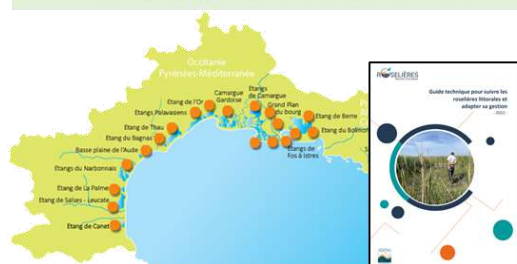 Occitanie
Pyrénées-Méditerranée
Etang de l'Or
Camargue
Gardoise
Etangs
de Camargue
Grand Plan
du bourg
Etang de Berre
Etangs Palavasiens
Etang de Thau
Etang du Bagnas
Basse plaine de l'Aude
Etangs du Narbonnais
Etang de La Palme
Etang de Salses - Leucate
Etang de Canet
Etangs de
Fos à Istres
Etang du Bolmon
ROSELIÈRES
Guide technique pour suivre les
roselières littorales et
adapter sa gestion